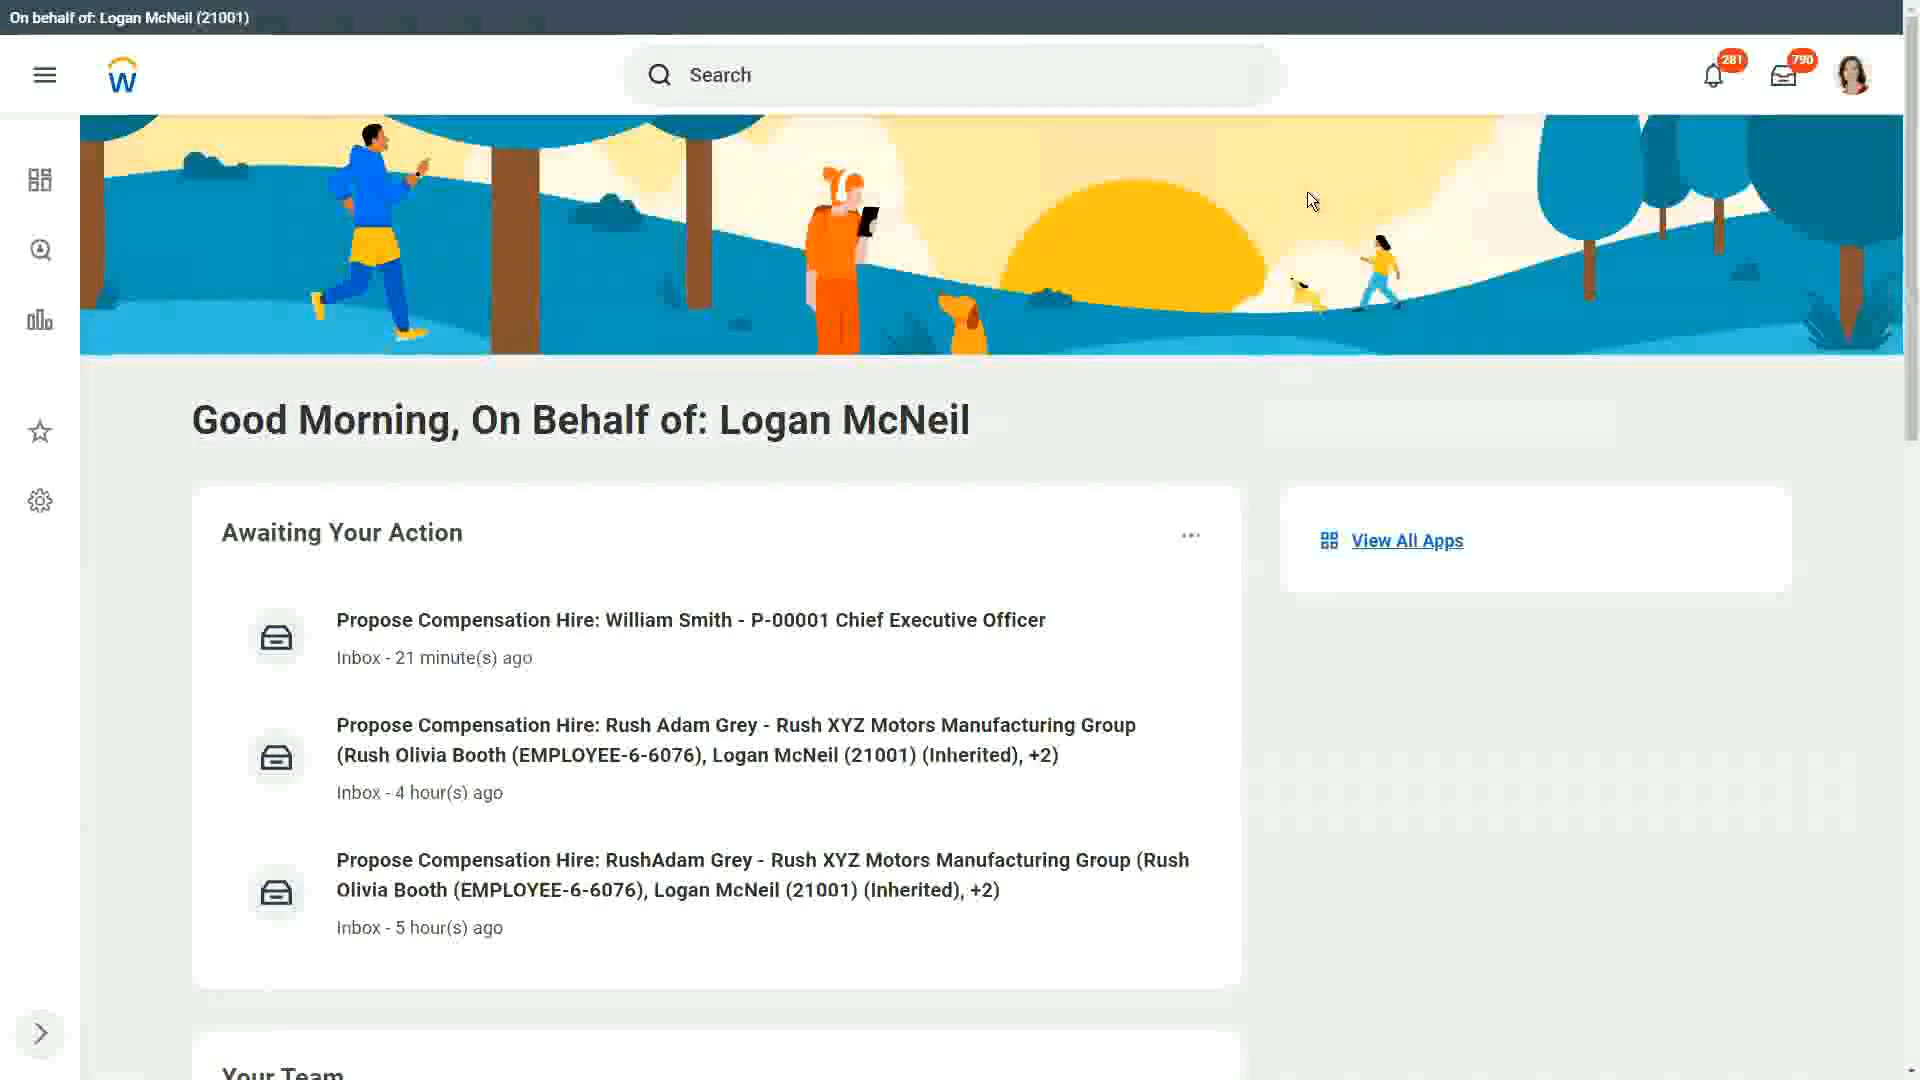 On behalf of: Logan McNeil (21001)
W
Search
281
790
Good Morning, On Behalf of: Logan McNeil
Awaiting Your Action
View All Apps
Propose Compensation Hire: William Smith - P-00001 Chief Executive Officer
Inbox - 21 minute(s) ago
Propose Compensation Hire: Rush Adam Grey - Rush XYZ Motors Manufacturing Group
(Rush Olivia Booth (EMPLOYEE-6-6076), Logan McNeil (21001) (Inherited), +2)
Inbox - 4 hour(s) ago
Propose Compensation Hire: RushAdam Grey - Rush XYZ Motors Manufacturing Group (Rush
Olivia Booth (EMPLOYEE-6-6076), Logan McNeil (21001) (Inherited), +2)
Inbox - 5 hour(s) ago
Your Team